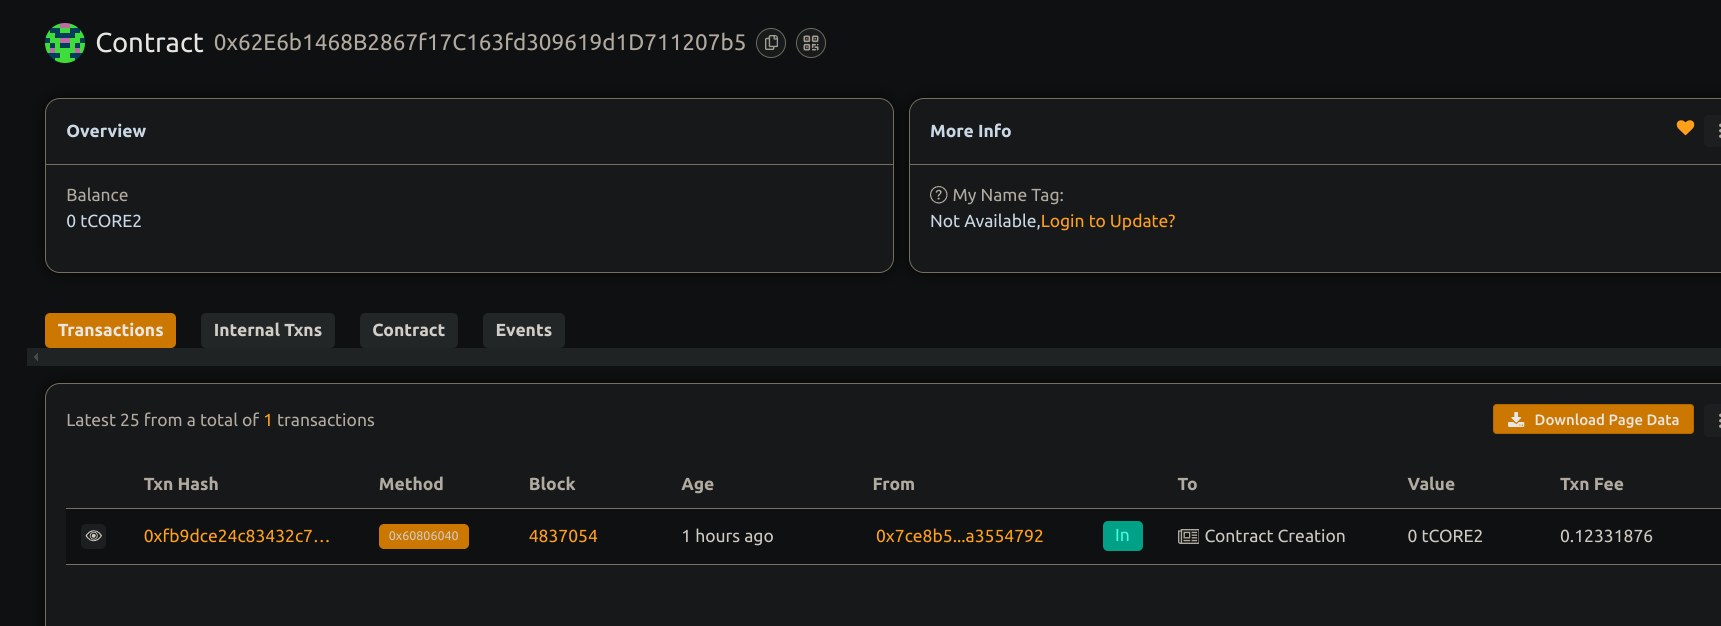 Contract 0x62E6b1468B2867f17C163fd309619d1D711207b5
Overview
Balance
0 tCORE2
More Info
My Name Tag:
Not Available,Login to Update?
Transactions Internal Txns Contract Events
Latest 25 from a total of 1 transactions
Download Page Data
Txn Hash Method Block Age From To Value Txn Fee
0xfb9dce24c83432c7... 0x60806040 4837054 1 hours ago 0x7ce8b5...a3554792 In Contract Creation 0 tCORE2 0.12331876